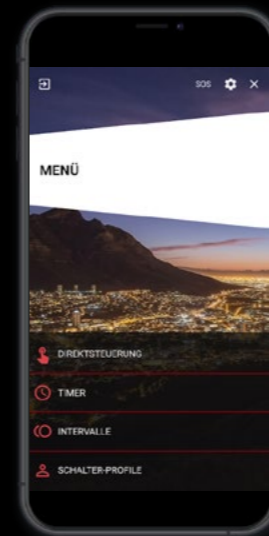 SOS
MENÜ
DIREKTSTEUERUNG
TIMER
INTERVALLE
SCHALTER-PROFILE